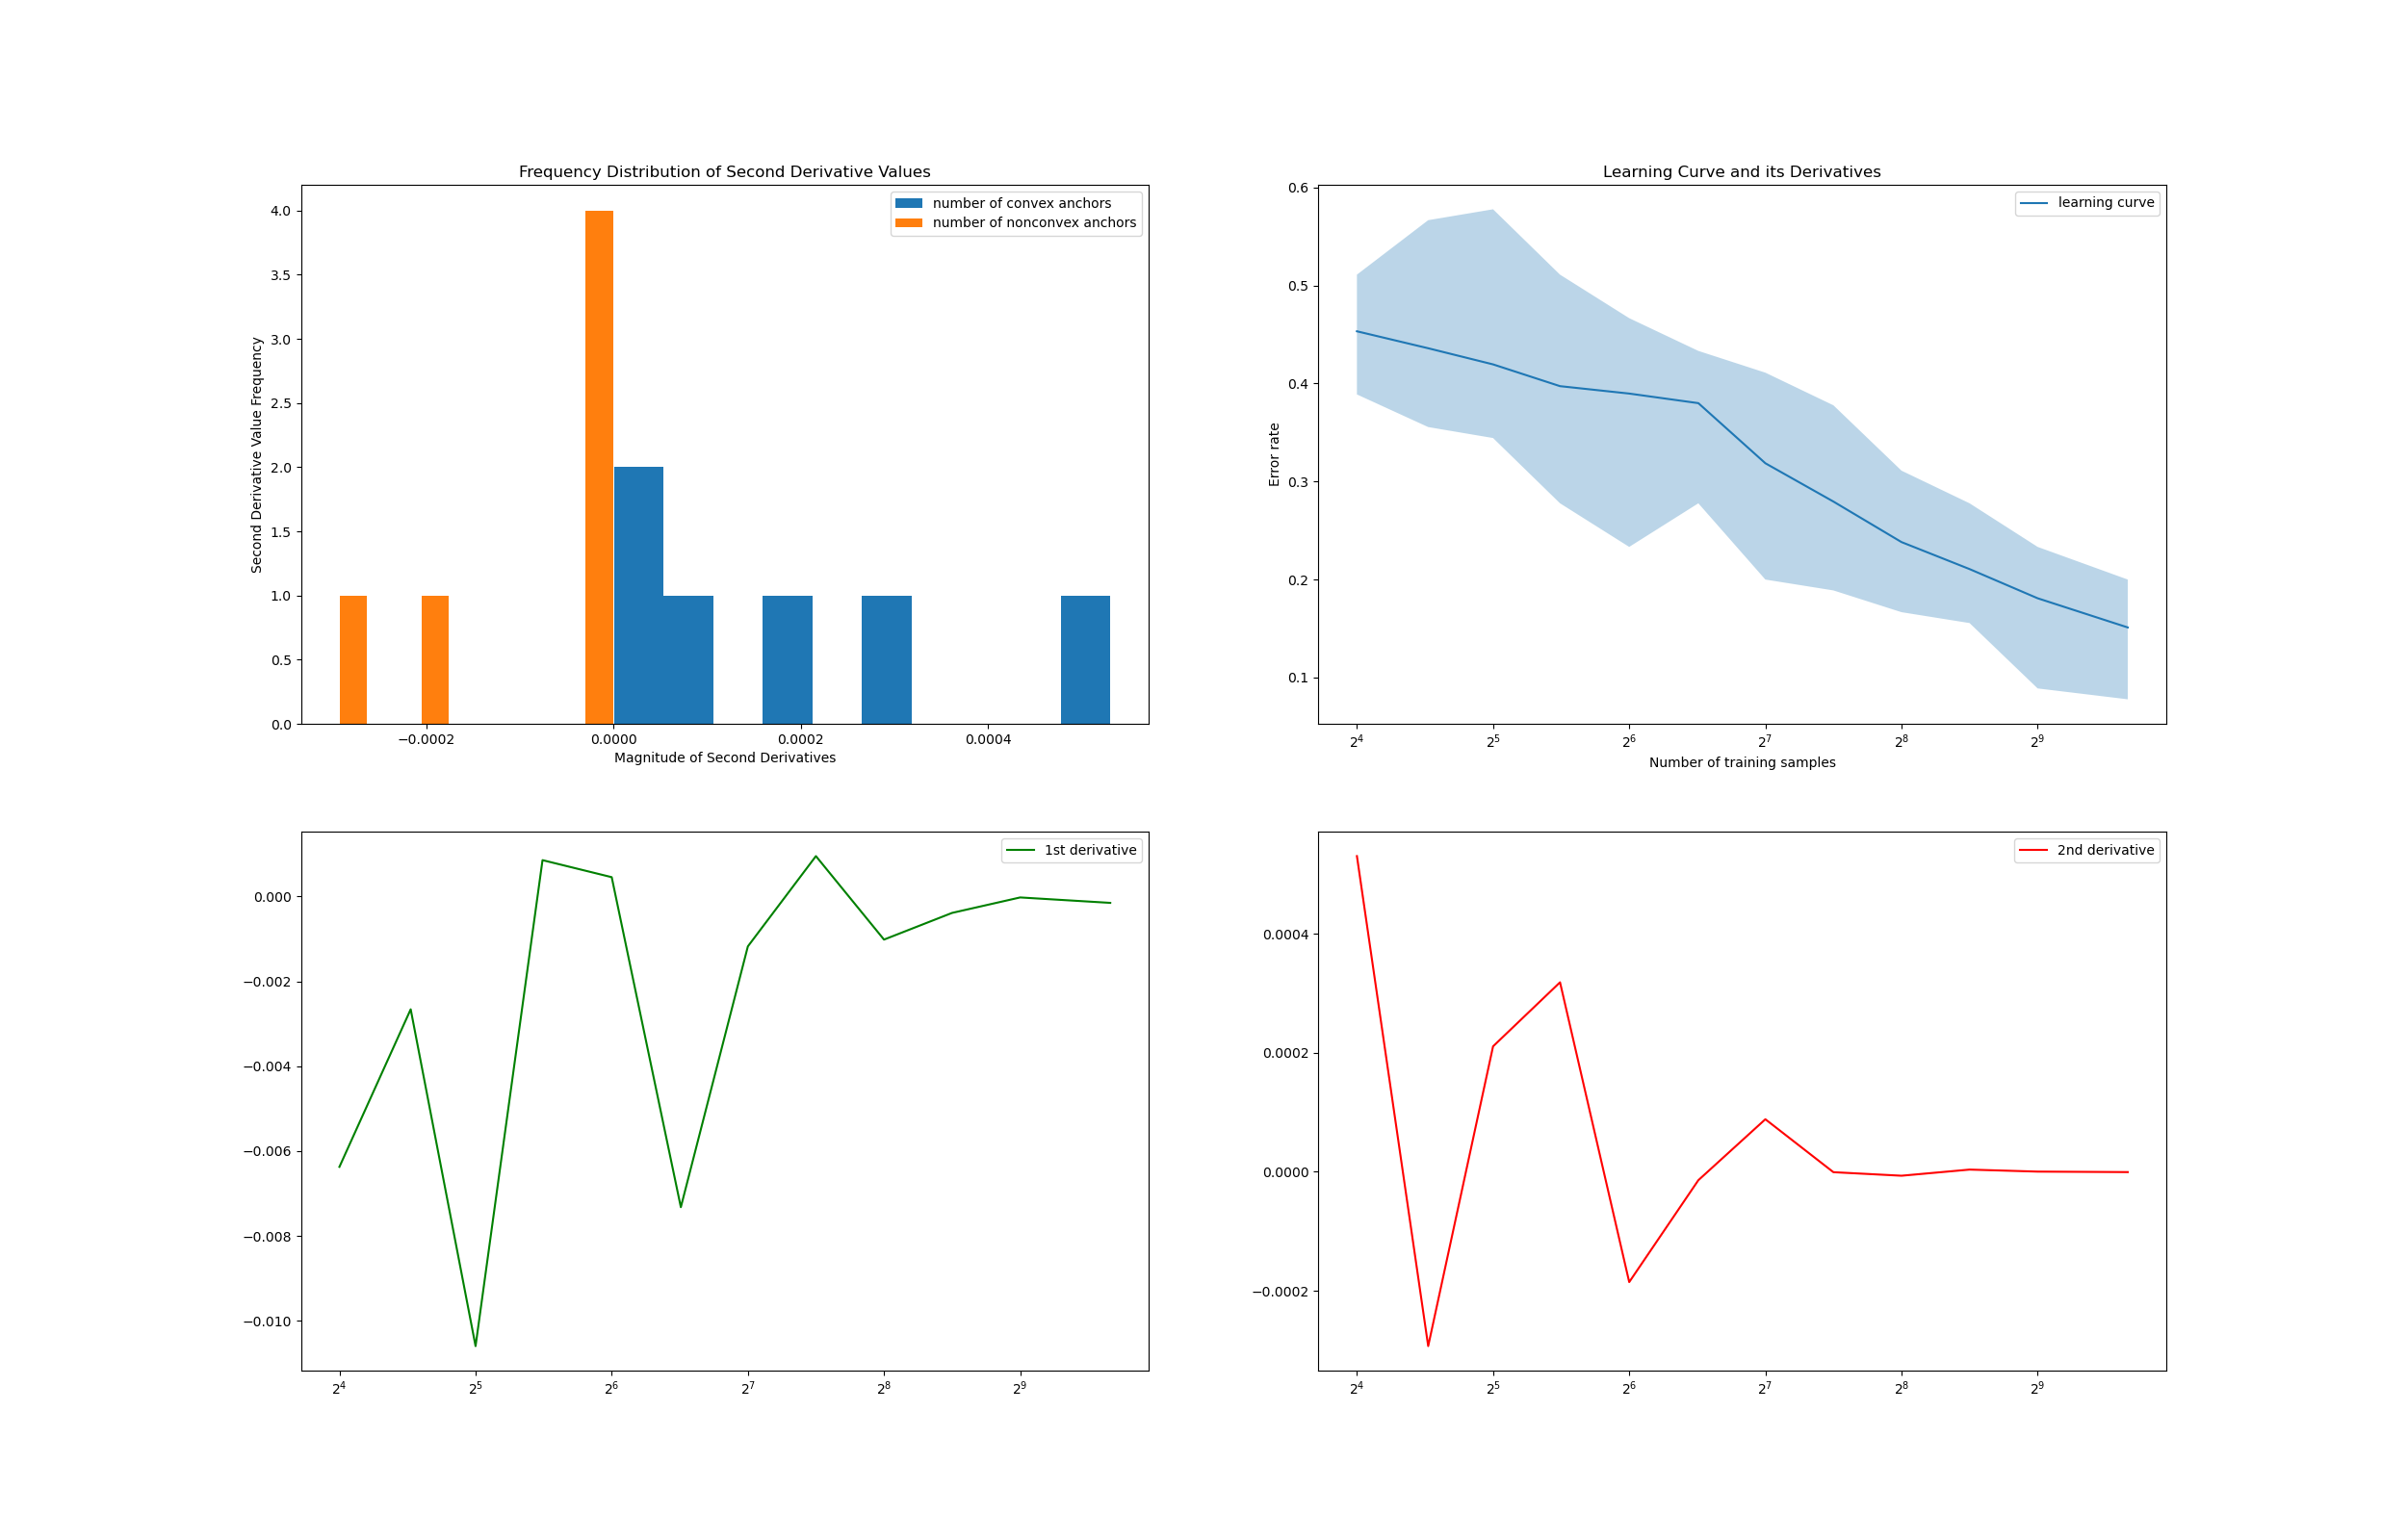 Frequency Distribution of Second Derivative Values
number of convex anchors
number of nonconvex anchors
Second Derivative Value Frequency
4.0
3.5
3.0
2.5
2.0
1.5
1.0
0.5
0.0
−0.0002 0.0000 0.0002 0.0004
Magnitude of Second Derivatives
Learning Curve and its Derivatives
learning curve
Error rate
0.6
0.5
0.4
0.3
0.2
0.1
2⁴ 2⁵ 2⁶ 2⁷ 2⁸ 2⁹
Number of training samples
1st derivative
0.000
−0.002
−0.004
−0.006
−0.008
−0.010
2⁴ 2⁵ 2⁶ 2⁷ 2⁸ 2⁹
2nd derivative
0.0004
0.0002
0.0000
−0.0002
2⁴ 2⁵ 2⁶ 2⁷ 2⁸ 2⁹